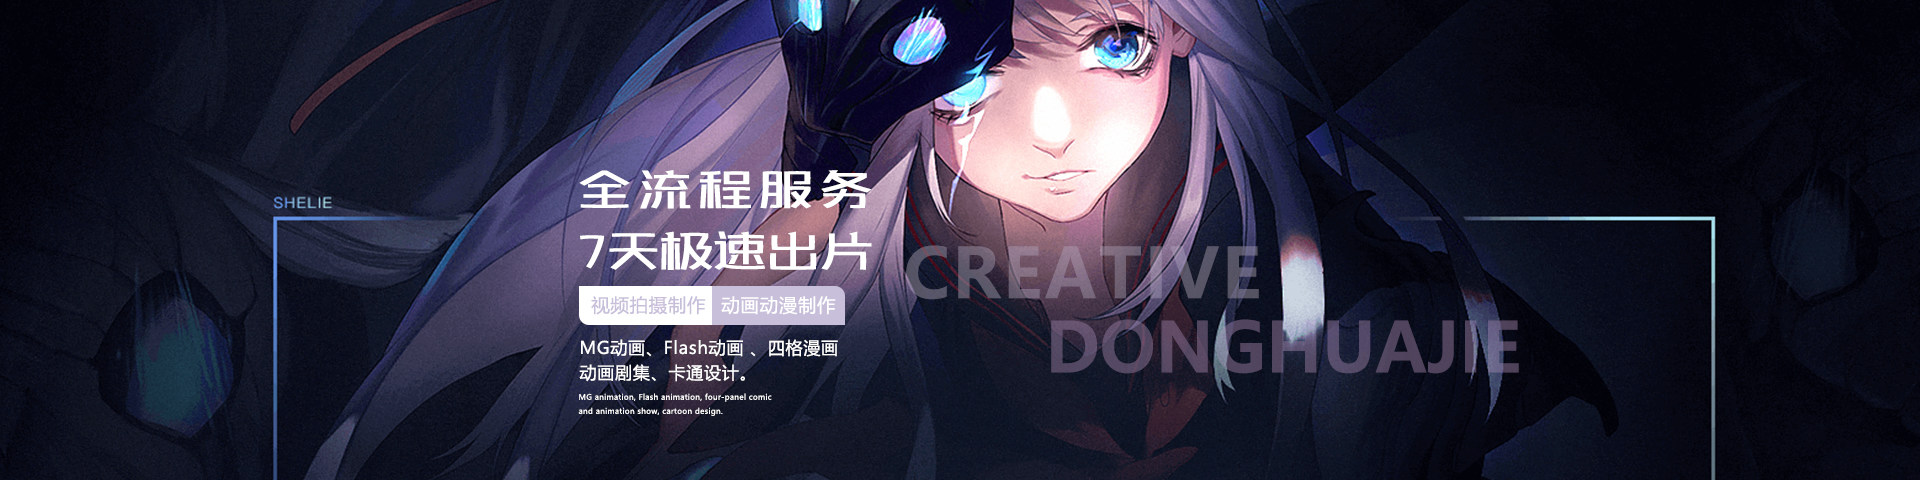 SHELIE
全流程服务
7天极速出片
视频拍摄制作 动画动漫制作
MG动画、Flash动画 、四格漫画
动画剧集、卡通设计。
MG animation, Flash animation, four-panel comic
and animation show, cartoon design.
CREATIVE
DONGHUAJIE